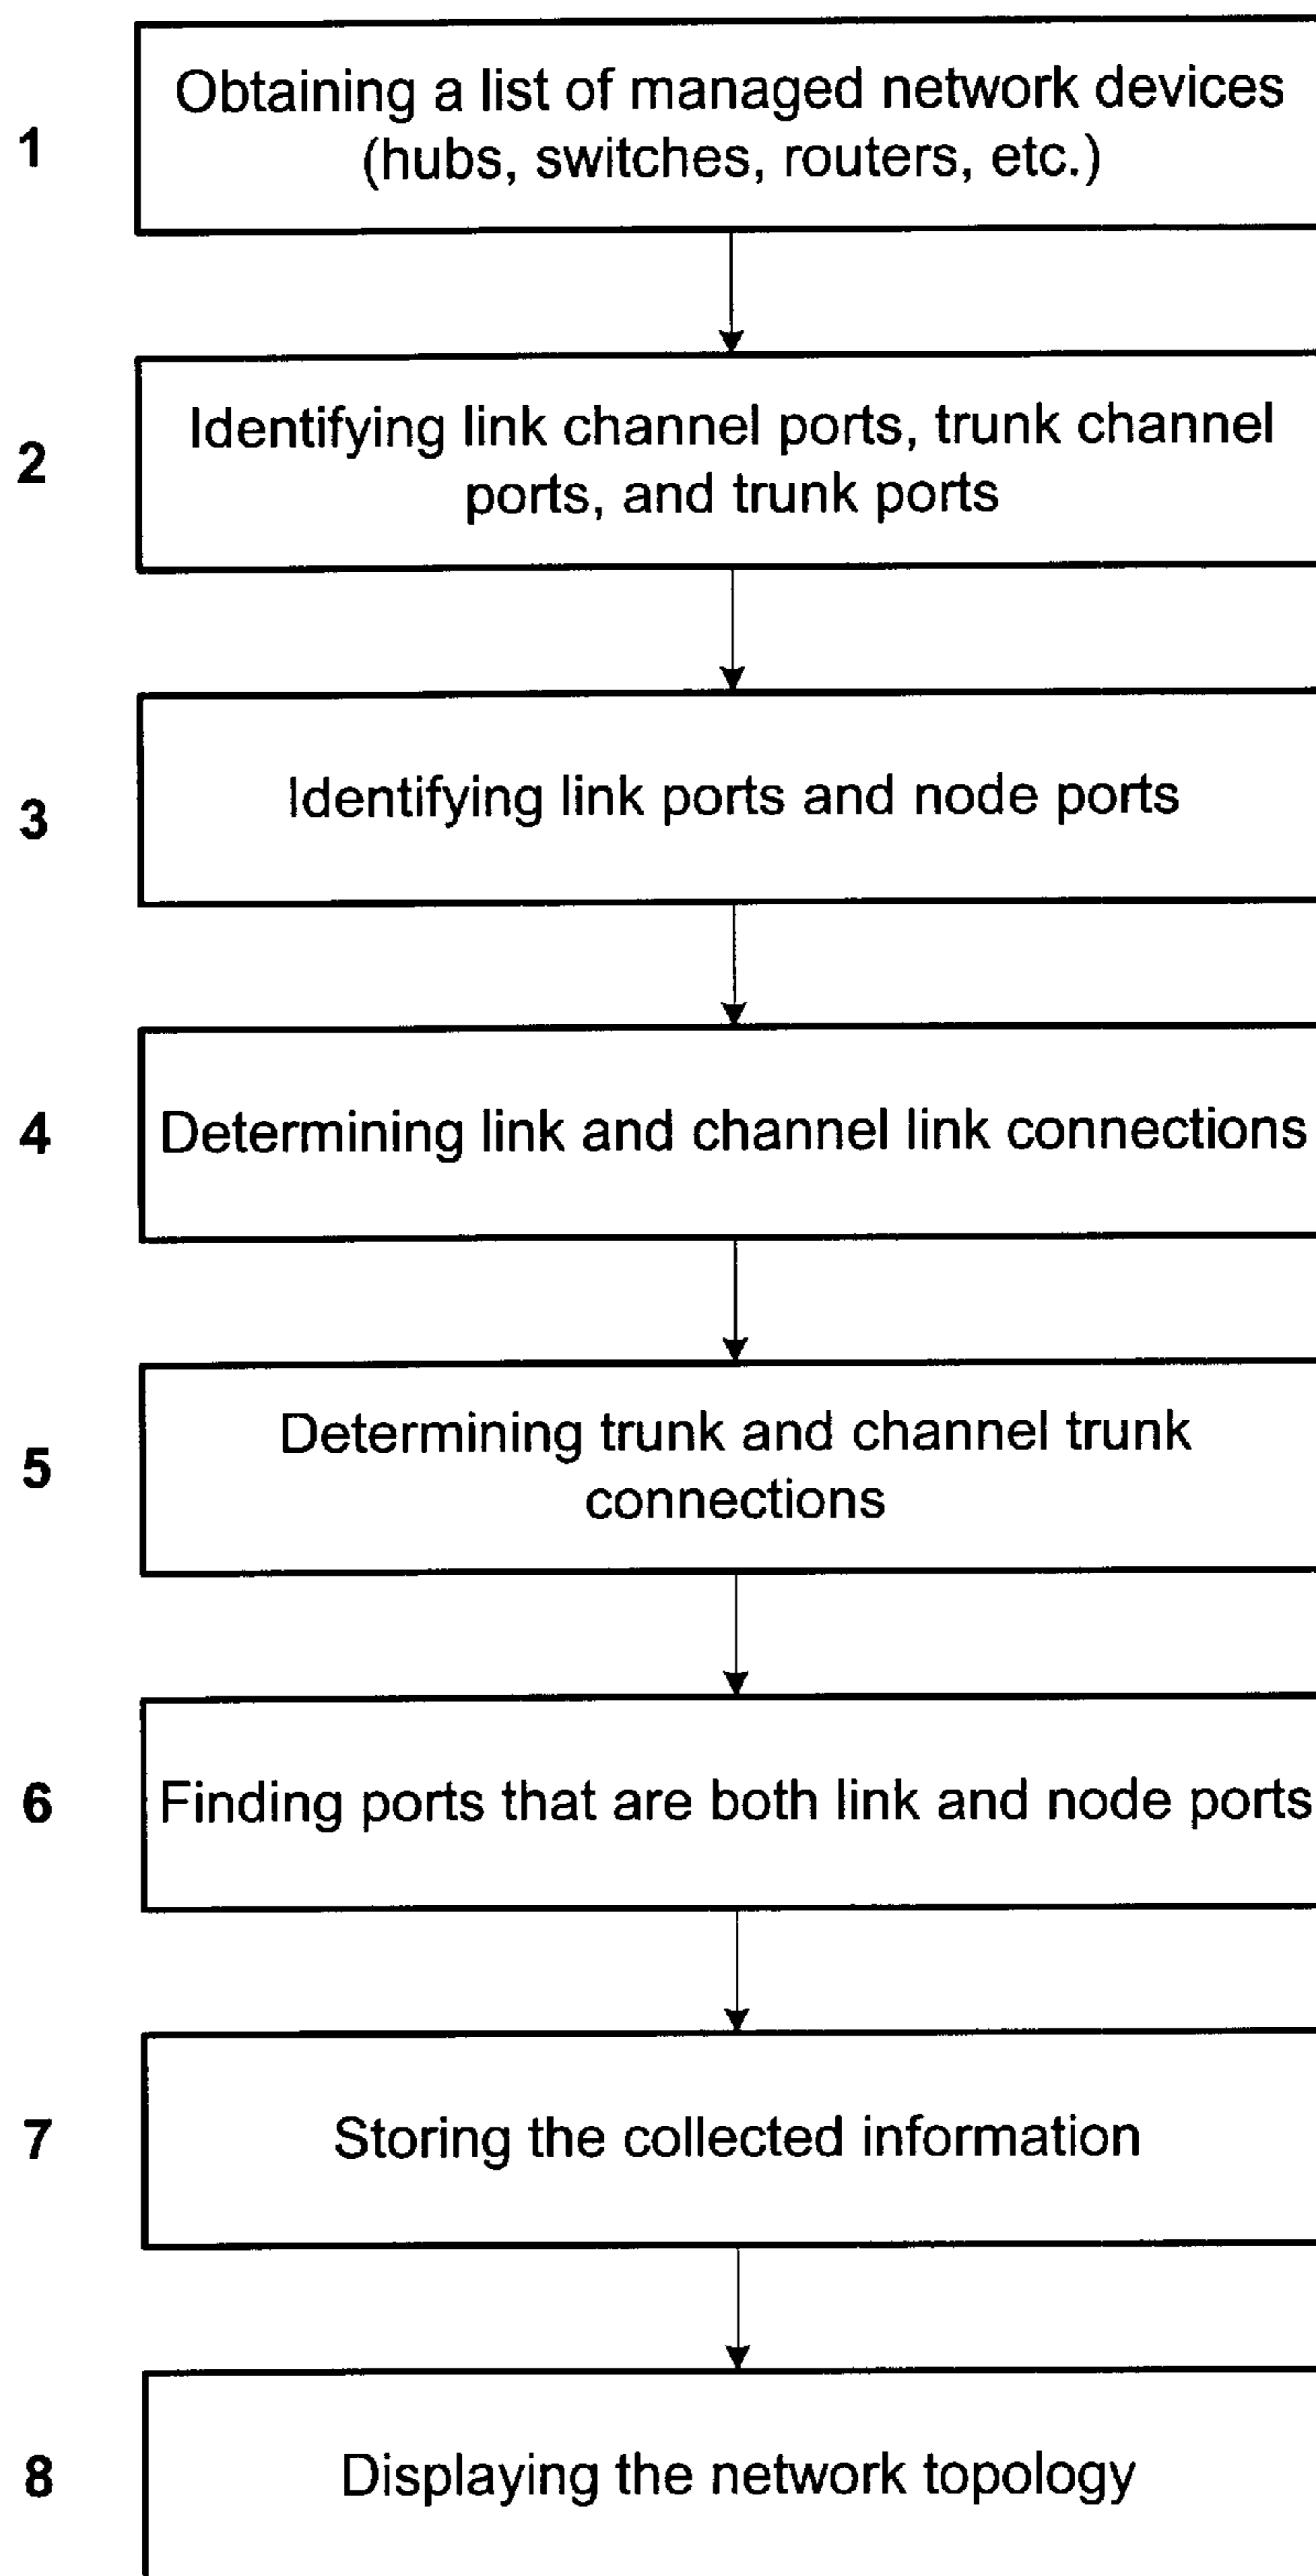 1
Obtaining a list of managed network devices
(hubs, switches, routers, etc.)
2
Identifying link channel ports, trunk channel
ports, and trunk ports
3
Identifying link ports and node ports
4
Determining link and channel link connections
5
Determining trunk and channel trunk
connections
6
Finding ports that are both link and node ports
7
Storing the collected information
8
Displaying the network topology